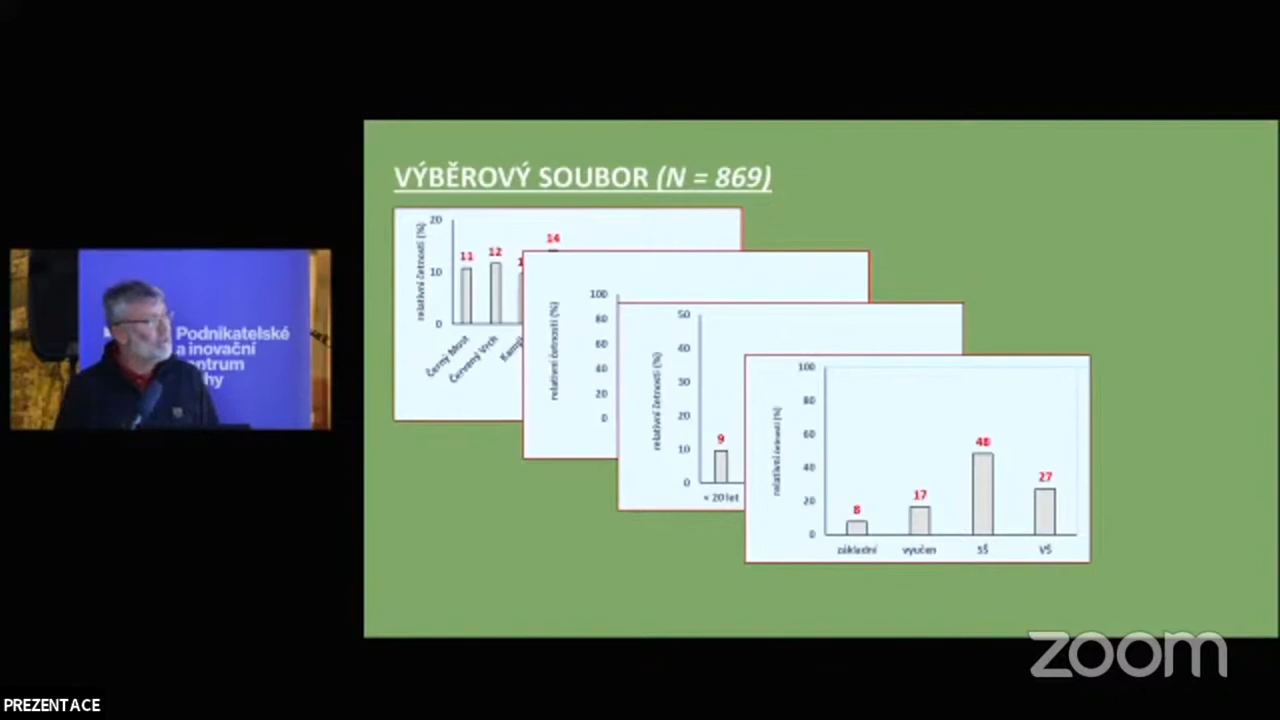 VÝBĚROVÝ SOUBOR (N = 869)
relativní četnosti (%)
20
10
0
11
12
14
Černý Most
Červený Vrch
relativní četnosti (%)
100
80
60
40
20
0
relativní četnosti (%)
50
40
30
20
10
0
9
< 20 let
relativní četnosti (%)
100
80
60
40
20
0
8
17
48
27
základní
vyučen
SŠ
VŠ
Podnikatelské
a inovační
zoom
PREZENTACE